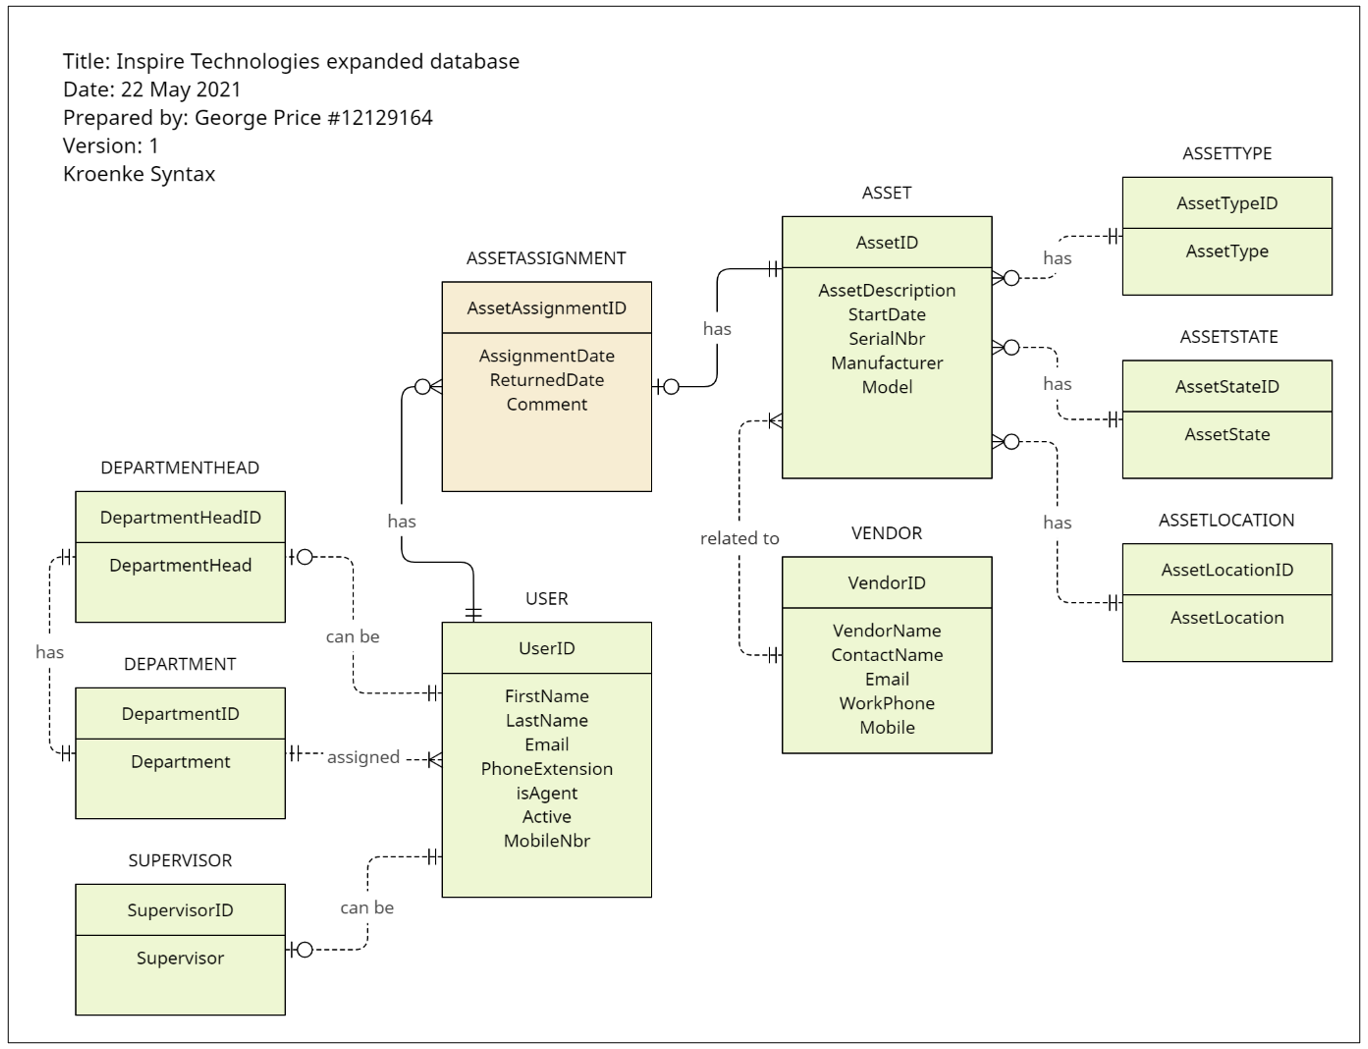 Title: Inspire Technologies expanded database
Date: 22 May 2021
Prepared by: George Price #12129164
Version: 1
Kroenke Syntax
ASSETTYPE
AssetTypeID
AssetType
has
ASSET
AssetID
AssetDescription
StartDate
SerialNbr
Manufacturer
Model
ASSETASSIGNMENT
AssetAssignmentID
AssignmentDate
ReturnedDate
Comment
has
ASSETSTATE
AssetStateID
AssetState
has
DEPARTMENTHEAD
DepartmentHeadID
DepartmentHead
has
related to
VENDOR
VendorID
VendorName
ContactName
Email
WorkPhone
Mobile
has
ASSETLOCATION
AssetLocationID
AssetLocation
USER
UserID
FirstName
LastName
Email
PhoneExtension
isAgent
Active
MobileNbr
can be
has
DEPARTMENT
DepartmentID
Department
assigned
SUPERVISOR
SupervisorID
Supervisor
can be